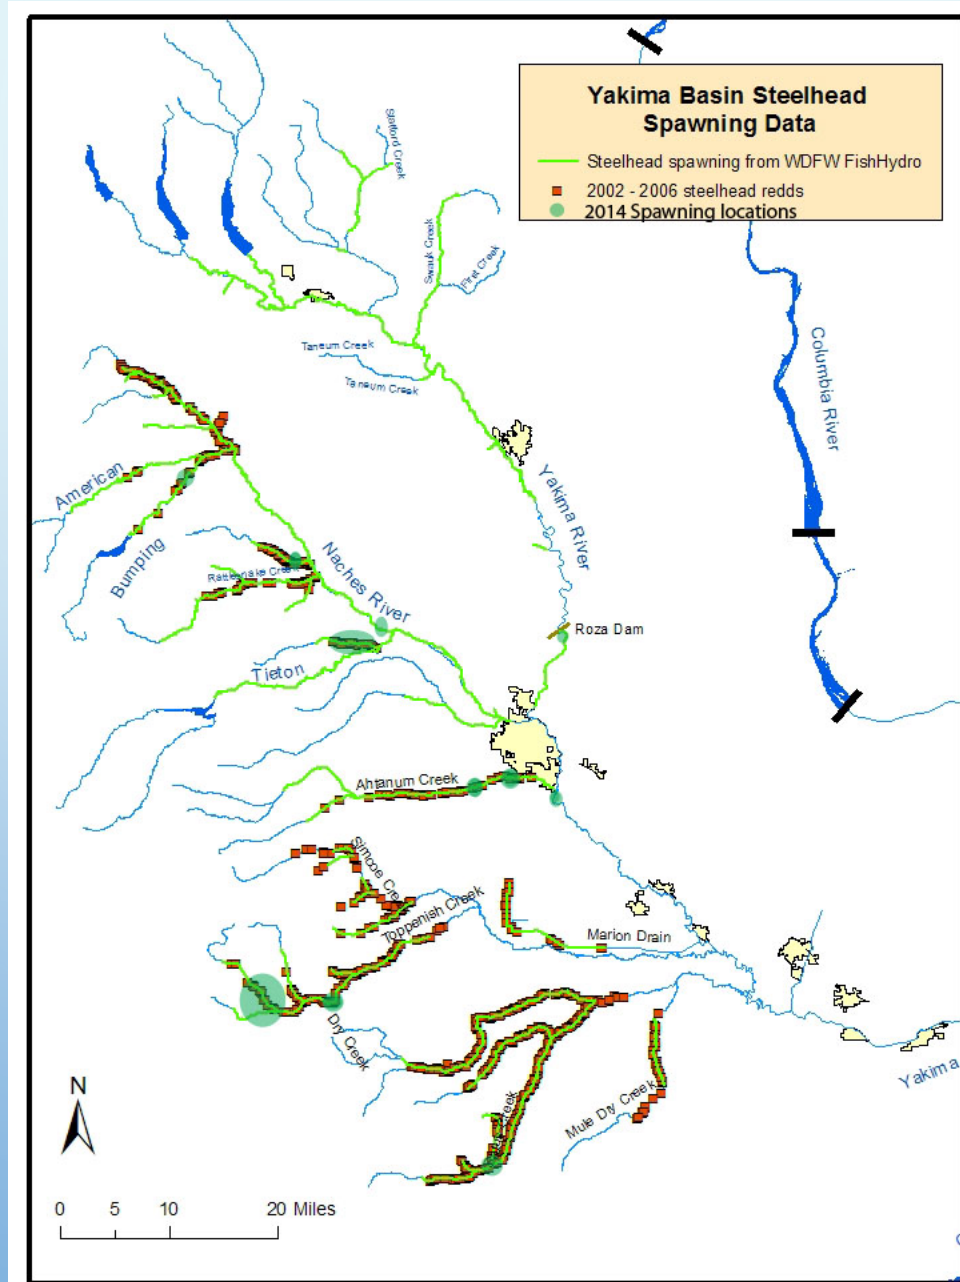 Yakima Basin Steelhead
Spawning Data
Steelhead spawning from WDFW FishHydro
2002 - 2006 steelhead redds
2014 Spawning locations
Stafford Creek
Swauk Creek
First Creek
Columbia River
Taneum Creek
Taneum Creek
American
Yakima River
Bumping
Naches River
Rattlesnake Creek
Roza Dam
Tieton
Ahtanum Creek
Simcoe Creek
Toppenish Creek
Marion Drain
Dry Creek
Yakima
Mule Dry Creek
Creek
N
0 5 10 20 Miles